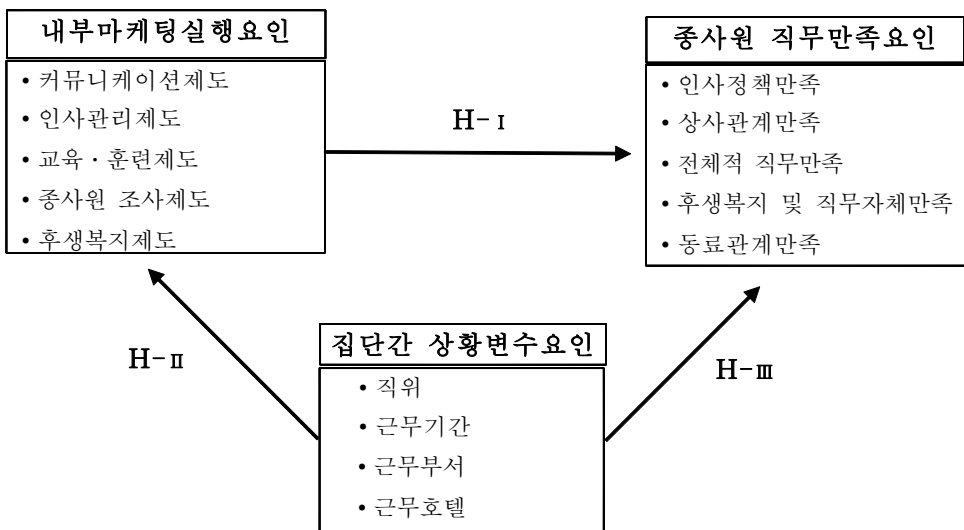 내부마케팅실행요인
• 커뮤니케이션제도
• 인사관리제도
• 교육·훈련제도
• 종사원 조사제도
• 후생복지제도
H-Ⅰ
종사원 직무만족요인
• 인사정책만족
• 상사관계만족
• 전체적 직무만족
• 후생복지 및 직무자체만족
• 동료관계만족
H-Ⅱ
집단간 상황변수요인
• 직위
• 근무기간
• 근무부서
• 근무호텔
H-Ⅲ